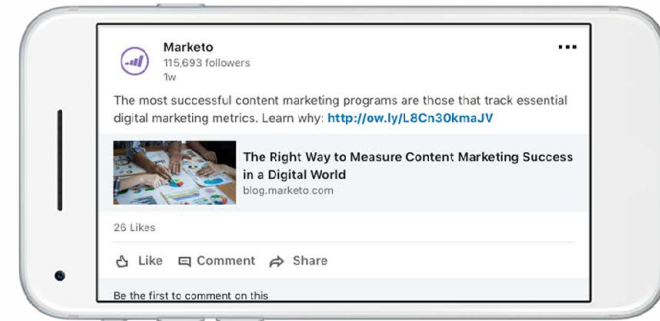 Marketo
115,693 followers
1w
The most successful content marketing programs are those that track essential
digital marketing metrics. Learn why: http://ow.ly/L8Cn30kmaJV
The Right Way to Measure Content Marketing Success
in a Digital World
blog.marketo.com
26 Likes
Like Comment Share
Be the first to comment on this